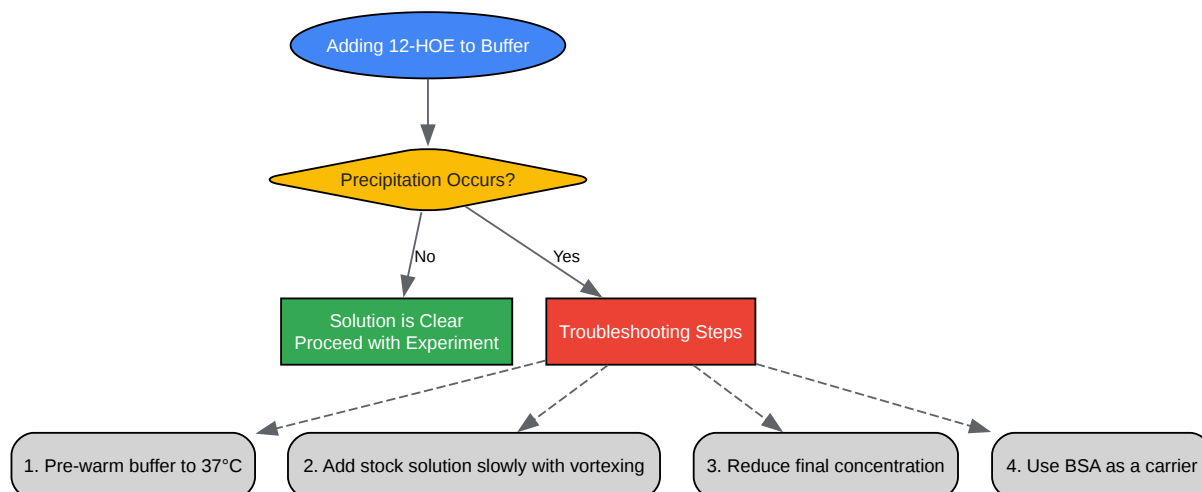 Adding 12-HOE to Buffer
Precipitation Occurs?
No
Yes
Solution is Clear
Proceed with Experiment
Troubleshooting Steps
1. Pre-warm buffer to 37°C
2. Add stock solution slowly with vortexing
3. Reduce final concentration
4. Use BSA as a carrier